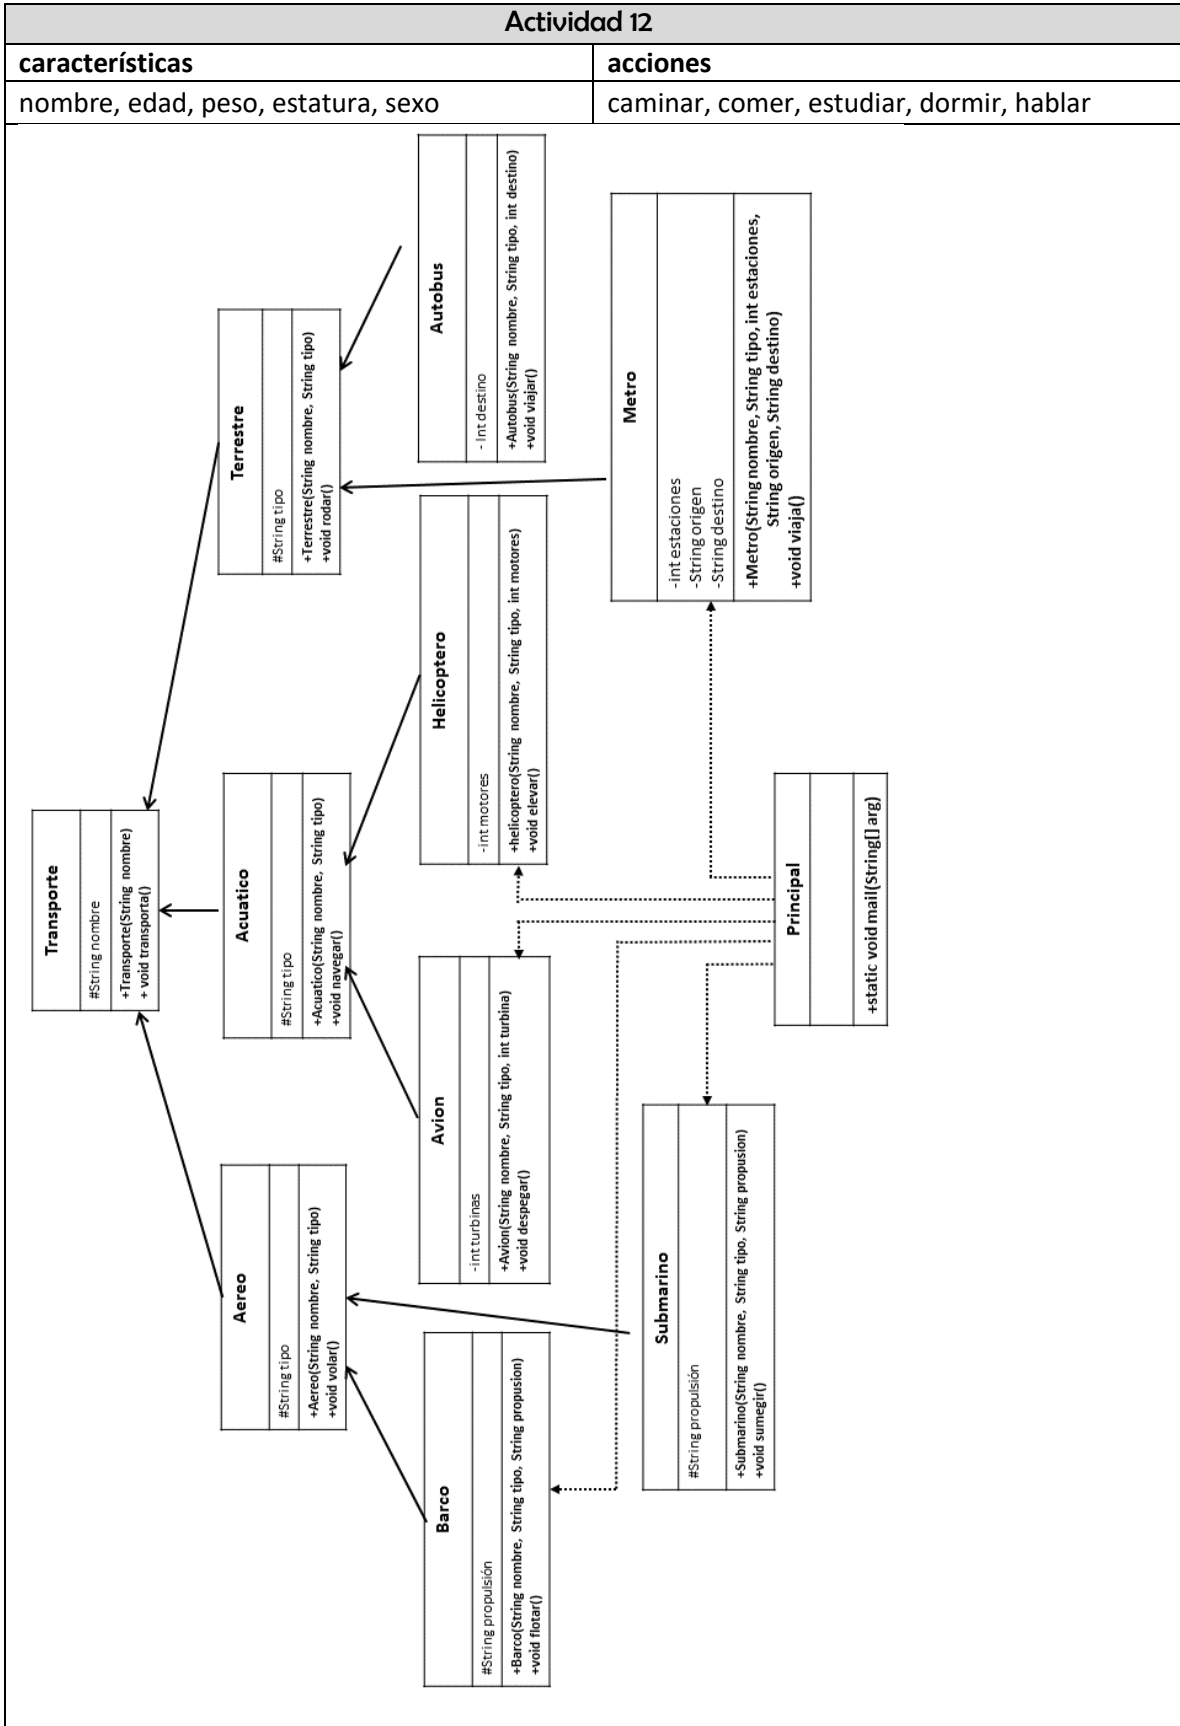 Actividad 12
características
acciones
nombre, edad, peso, estatura, sexo
caminar, comer, estudiar, dormir, hablar
Transporte
#String nombre
+Transporte(String nombre)
+ void transporta()
Aereo
#String tipo
+Aereo(String nombre, String tipo)
+void volar()
Acuatico
#String tipo
+Acuatico(String nombre, String tipo)
+void navegar()
Terrestre
#String tipo
+Terrestre(String nombre, String tipo)
+void rodar()
Barco
#String propulsión
+Barco(String nombre, String tipo, String propusion)
+void flotar()
Avion
-int turbinas
+Avion(String nombre, String tipo, int turbina)
+void despegar()
Helicoptero
-int motores
+helicoptero(String nombre, String tipo, int motores)
+void elevar()
Autobus
- Int destino
+Autobus(String nombre, String tipo, int destino)
+void viajar()
Submarino
#String propulsión
+Submarino(String nombre, String tipo, String propusion)
+void sumegir()
Metro
-int estaciones
-String origen
-String destino
+Metro(String nombre, String tipo, int estaciones,
String origen, String destino)
+void viaja()
Principal
+static void mail(String[] arg)